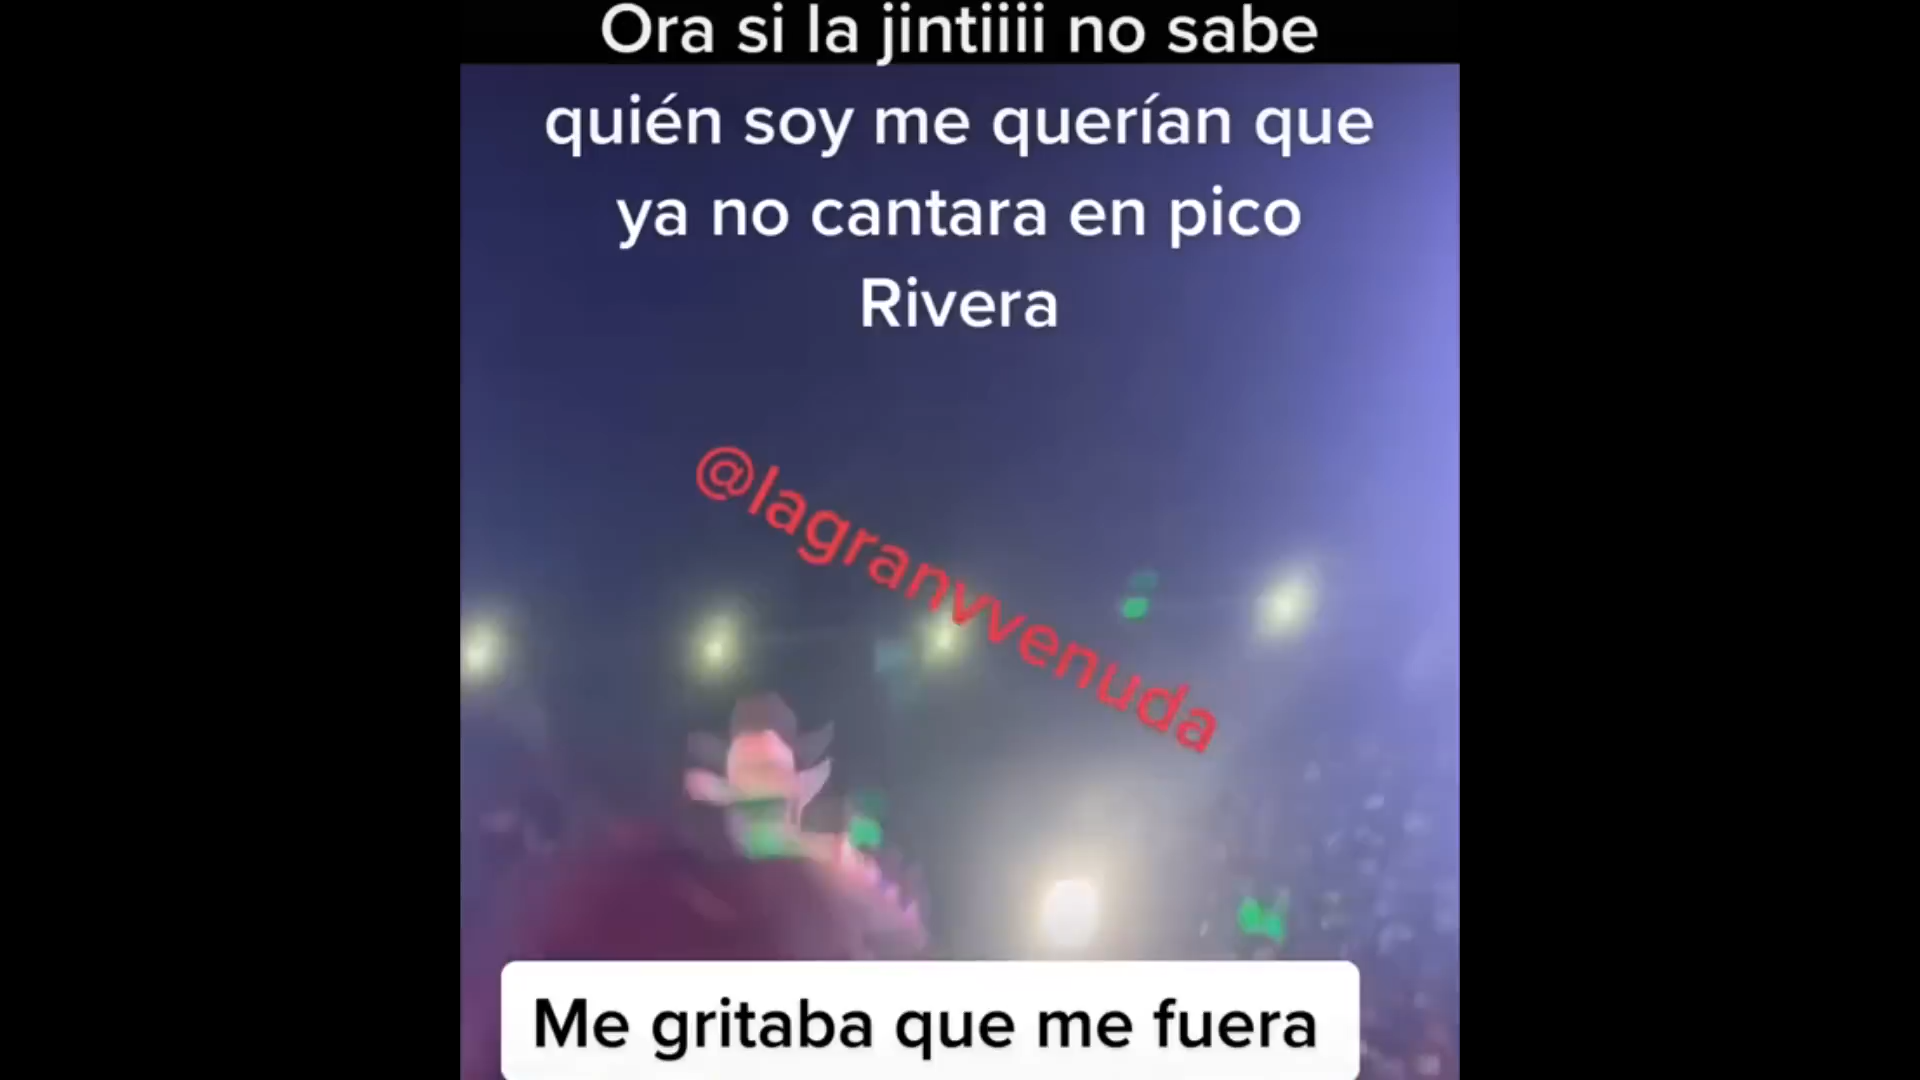 Ora si la jintiiii no sabe
quién soy me querían que
ya no cantara en pico
Rivera
@lagranvvenuda
Me gritaba que me fuera